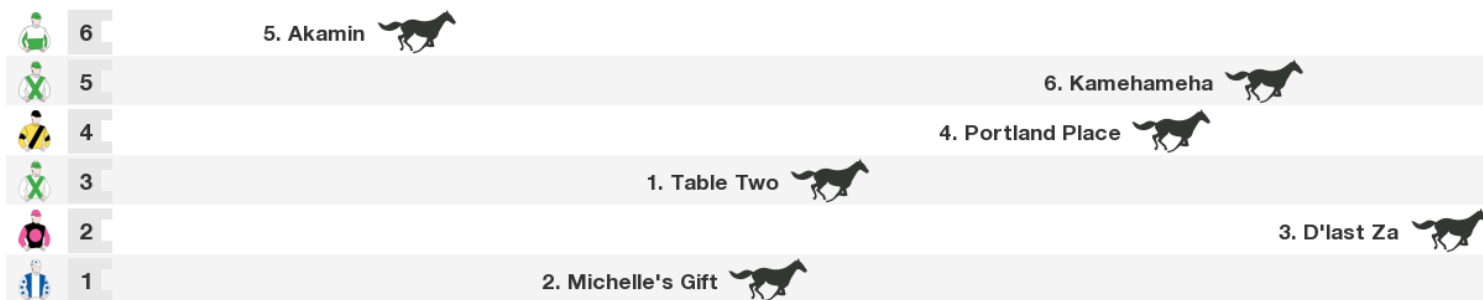 6 5. Akamin
5 6. Kamehameha
4 4. Portland Place
3 1. Table Two
2 3. D'last Za
1 2. Michelle's Gift